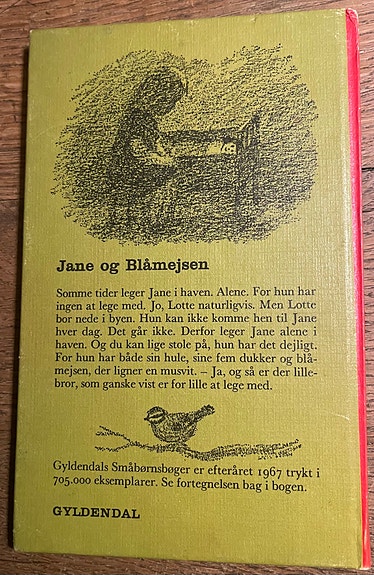 Jane og Blåmejsen
Somme tider leger Jane i haven. Alene. For hun har
ingen at lege med. Jo, Lotte naturligvis. Men Lotte
bor nede i byen. Hun kan ikke komme hen til Jane
hver dag. Det går ikke. Derfor leger Jane alene i
haven. Og du kan lige stole på, hun har det dejligt.
For hun har både sin hule, sine fem dukker og blå-
mejsen, der ligner en musvit. – Ja, og så er der lille-
bror, som ganske vist er for lille at lege med.
Gyldendals Småbørnsbøger er efteråret 1967 trykt i
705.000 eksemplarer. Se fortegnelsen bag i bogen.
GYLDENDAL